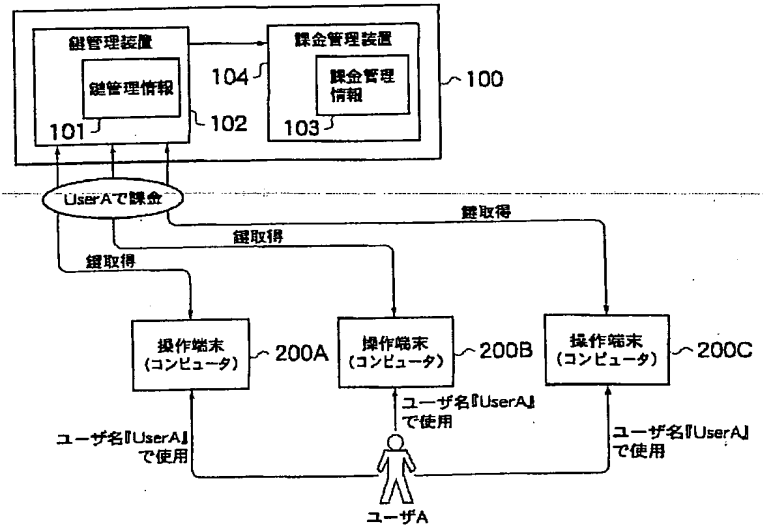 鍵管理装置
鍵管理情報
101
102
課金管理装置
104
課金管理
情報
103
100
UserAで課金
鍵取得
鍵取得
鍵取得
操作端末
(コンピュータ)
200A
操作端末
(コンピュータ)
200B
操作端末
(コンピュータ)
200C
ユーザ名『UserA』
で使用
ユーザ名『UserA』
で使用
ユーザ名『UserA』
で使用
ユーザA